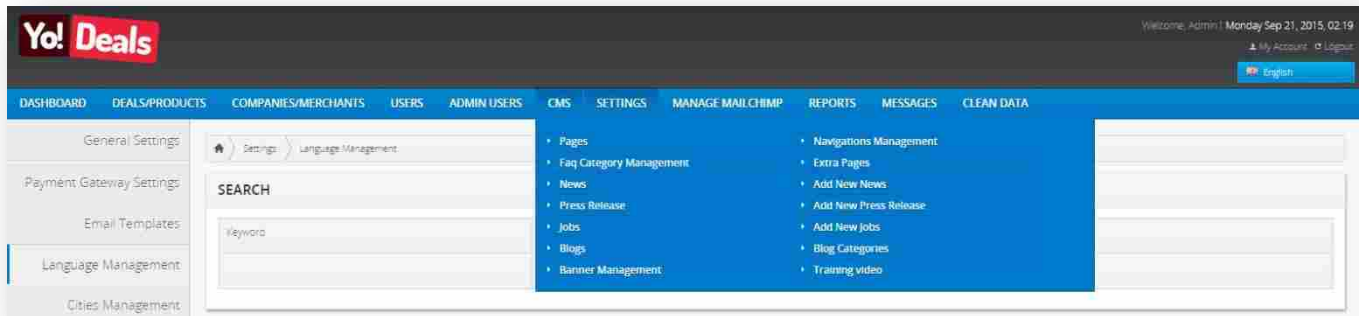 Yo! Deals
Welcome, Admin | Monday Sep 21, 2015, 02.19
My Account Logout
English
DASHBOARD DEALS/PRODUCTS COMPANIES/MERCHANTS USERS ADMIN USERS CMS SETTINGS MANAGE MAILCHIMP REPORTS MESSAGES CLEAN DATA
General Settings
Payment Gateway Settings
Email Templates
Language Management
Cities Management
Settings Language Management
SEARCH
Keyword
Pages
Faq Category Management
News
Press Release
Jobs
Blogs
Banner Management
Navigations Management
Extra Pages
Add New News
Add New Press Release
Add New Jobs
Blog Categories
Training video